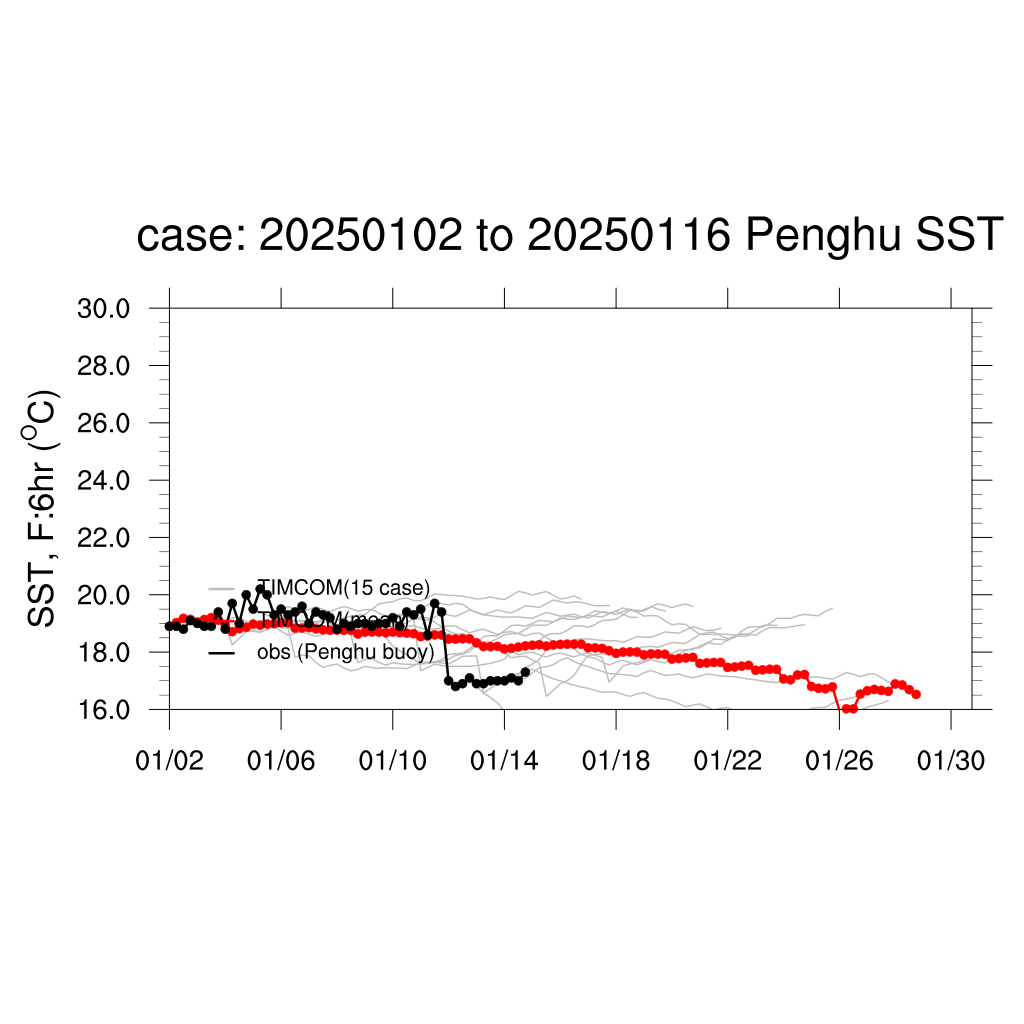 case: 20250102 to 20250116 Penghu SST
SST, F:6hr (°C)
30.0
28.0
26.0
24.0
22.0
20.0
18.0
16.0
TIMCOM(15 case)
obs (Penghu buoy)
01/02 01/06 01/10 01/14 01/18 01/22 01/26 01/30